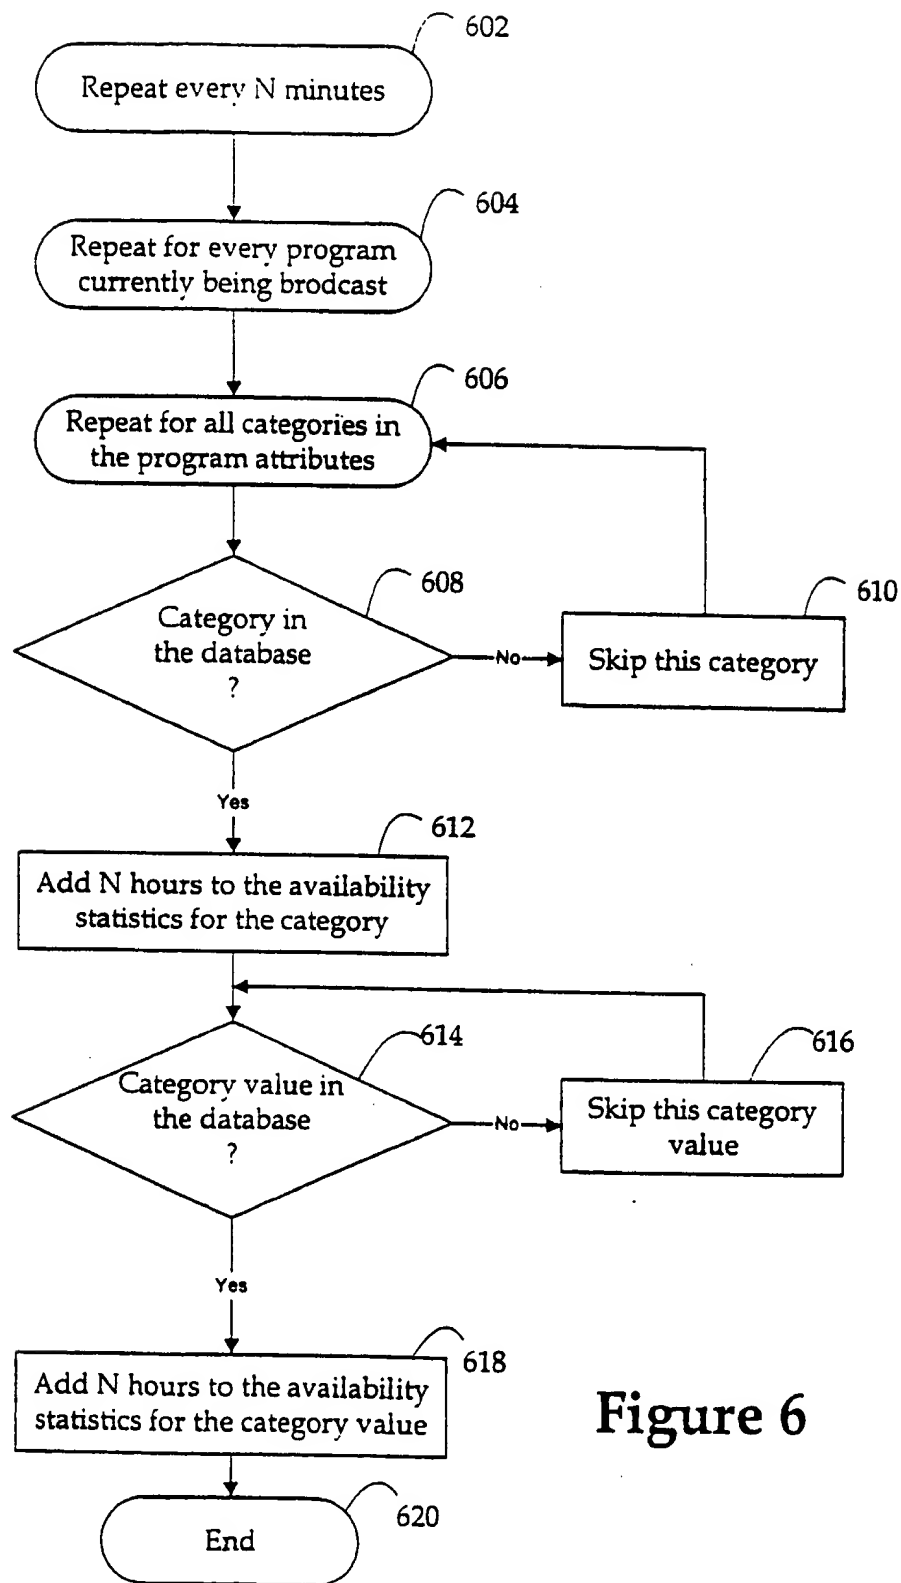 602
Repeat every N minutes
604
Repeat for every program
currently being brodcast
606
Repeat for all categories in
the program attributes
608
Category in
the database
?
No
610
Skip this category
Yes
612
Add N hours to the availability
statistics for the category
614
Category value in
the database
?
No
616
Skip this category
value
Yes
618
Add N hours to the availability
statistics for the category value
620
End
Figure 6